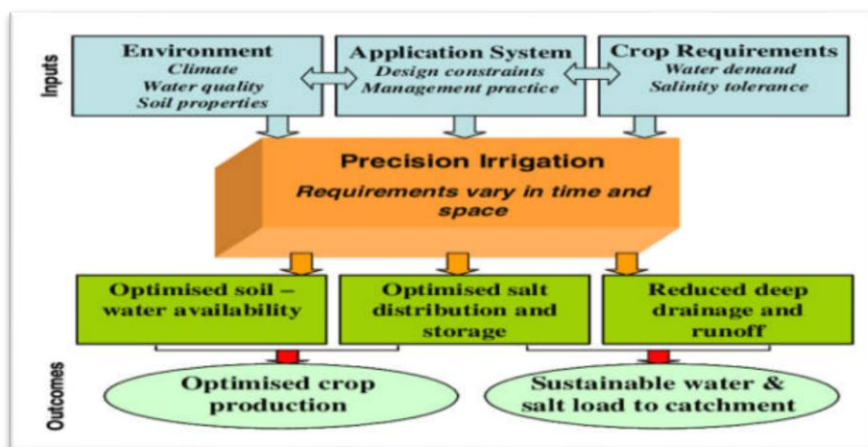 Inputs
Environment
Climate
Water quality
Soil properties
Application System
Design constraints
Management practice
Crop Requirements
Water demand
Salinity tolerance
Precision Irrigation
Requirements vary in time and
space
Optimised soil –
water availability
Optimised salt
distribution and
storage
Reduced deep
drainage and
runoff
Outcomes
Optimised crop
production
Sustainable water &
salt load to catchment